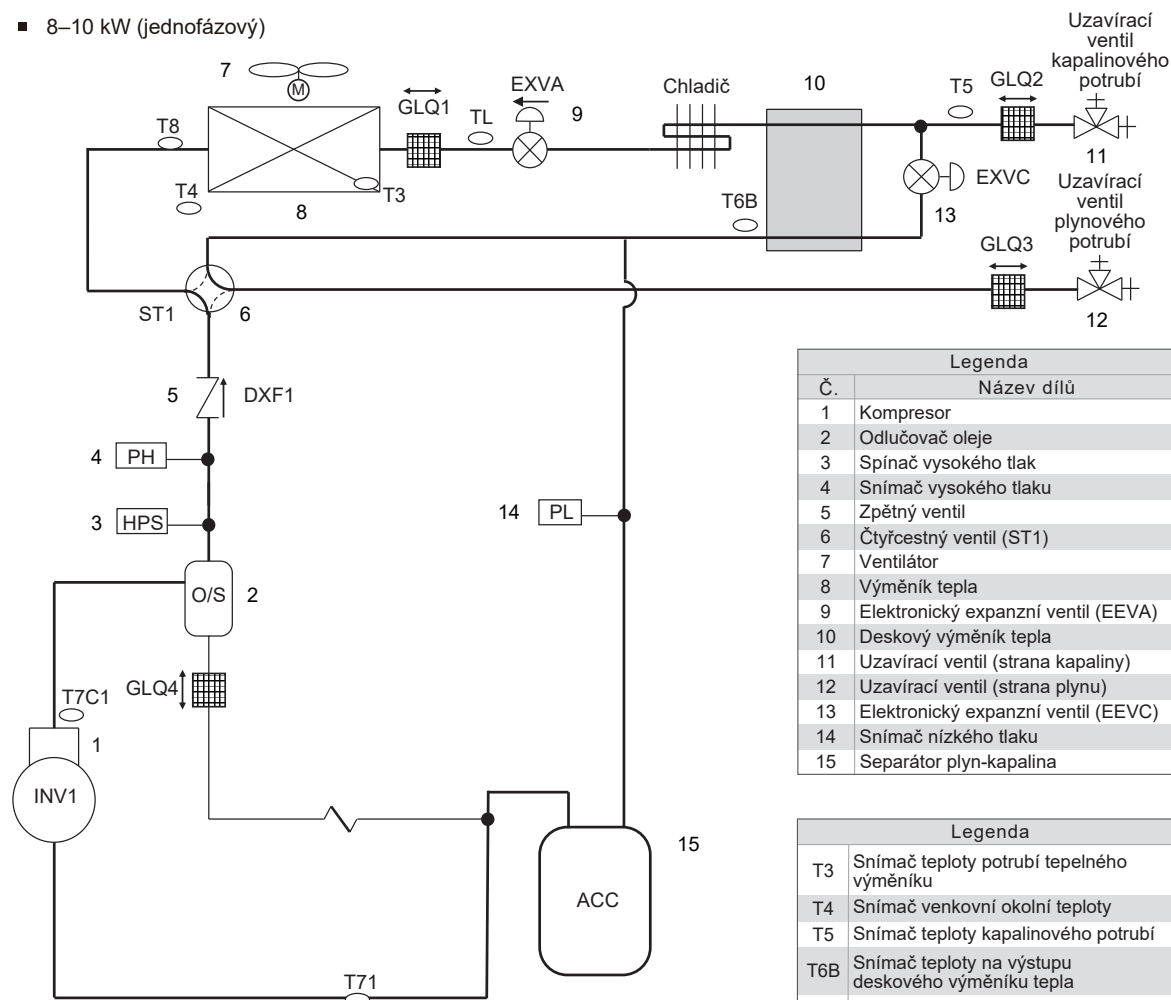 8–10 kW (jednofázový)
Uzavírací
ventil
kapalinového
potrubí
7
M
EXVA
9
GLQ1
TL
Chladič
10
T5
GLQ2
T8
11
T4
T3
8
EXVC
13
T6B
Uzavírací
ventil
plynového
potrubí
GLQ3
ST1
6
12
5
DXF1
4
PH
3
HPS
14
PL
O/S
2
GLQ4
T7C1
1
INV1
15
ACC
T71
Legenda
Č. Název dílů
1 Kompresor
2 Odlučovač oleje
3 Spínač vysokého tlak
4 Snímač vysokého tlaku
5 Zpětný ventil
6 Čtyřcestný ventil (ST1)
7 Ventilátor
8 Výměník tepla
9 Elektronický expanzní ventil (EEVA)
10 Deskový výměník tepla
11 Uzavírací ventil (strana kapaliny)
12 Uzavírací ventil (strana plynu)
13 Elektronický expanzní ventil (EEVC)
14 Snímač nízkého tlaku
15 Separátor plyn-kapalina
Legenda
T3 Snímač teploty potrubí tepelného
výměníku
T4 Snímač venkovní okolní teploty
T5 Snímač teploty kapalinového potrubí
T6B Snímač teploty na výstupu
deskového výměníku tepla